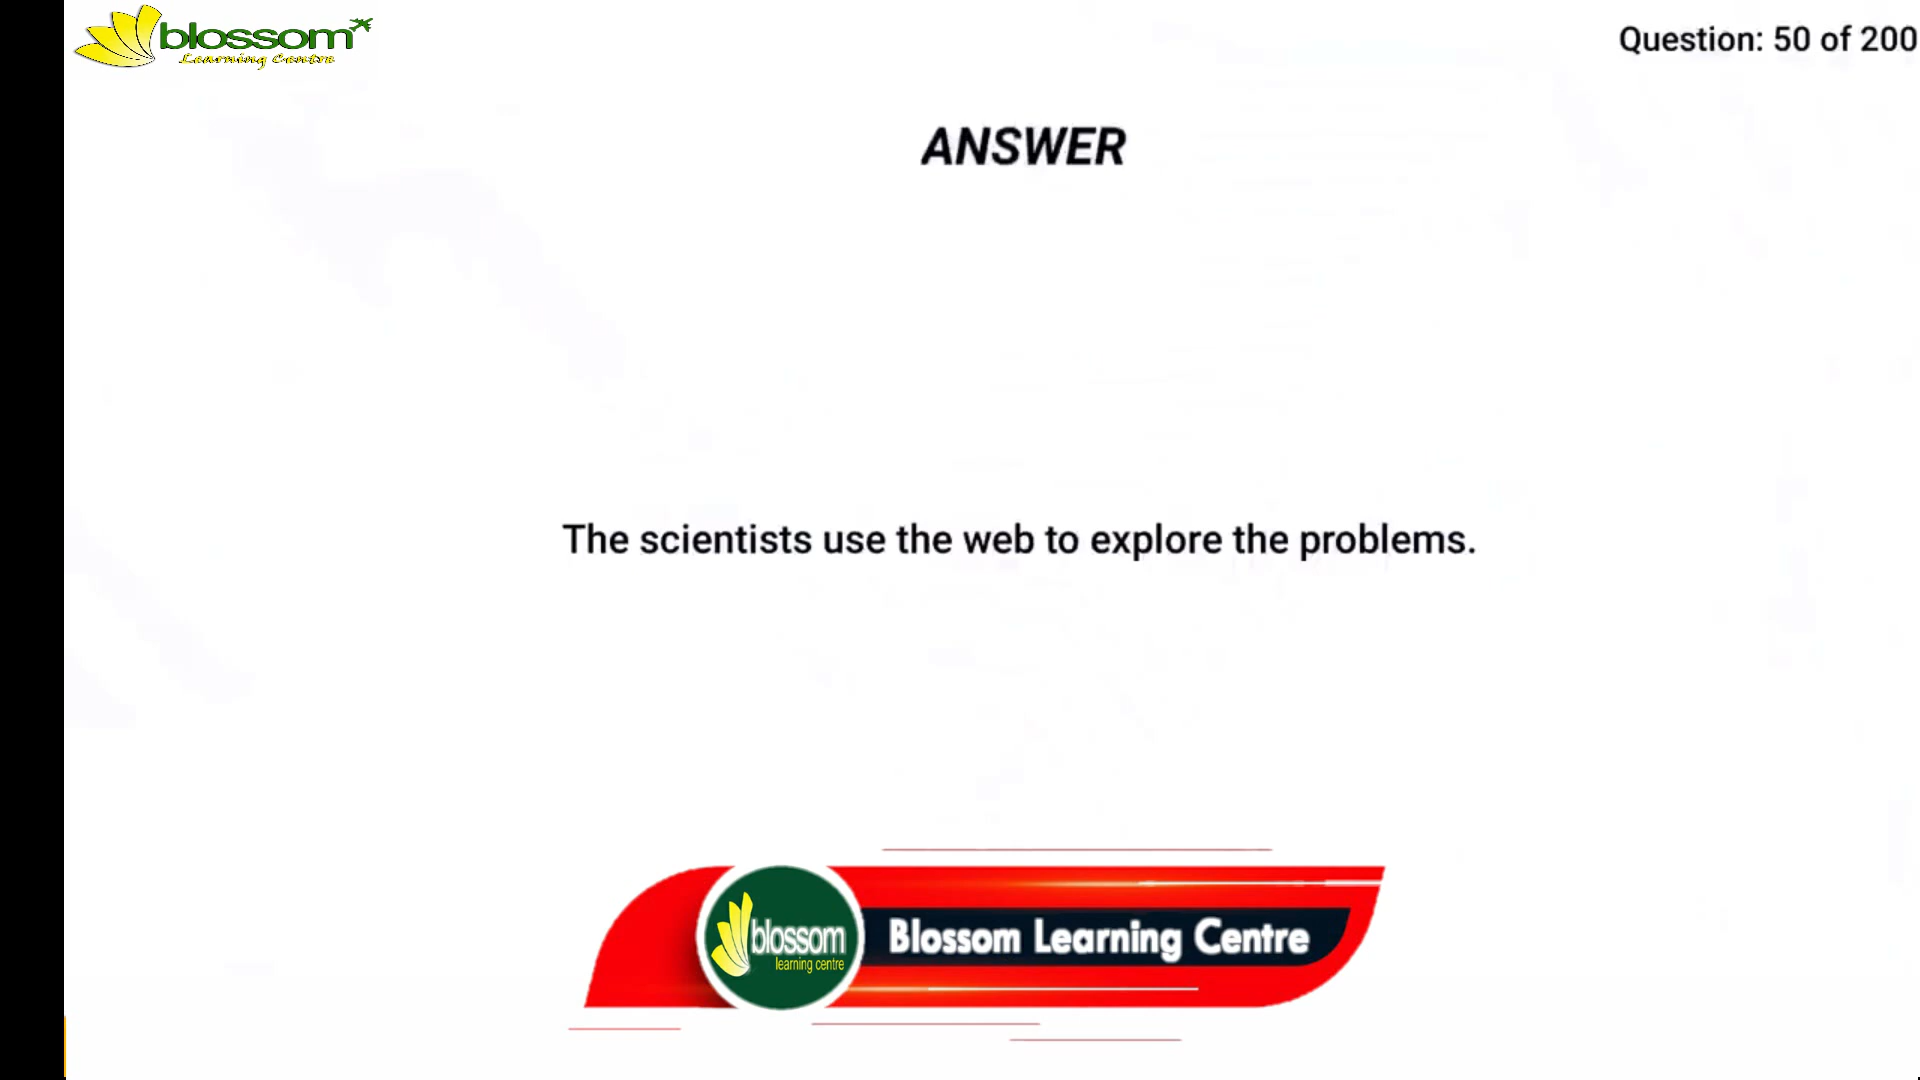 blossom
Learning Centre
Question: 50 of 200
ANSWER
The scientists use the web to explore the problems.
blossom
learning centre
Blossom Learning Centre